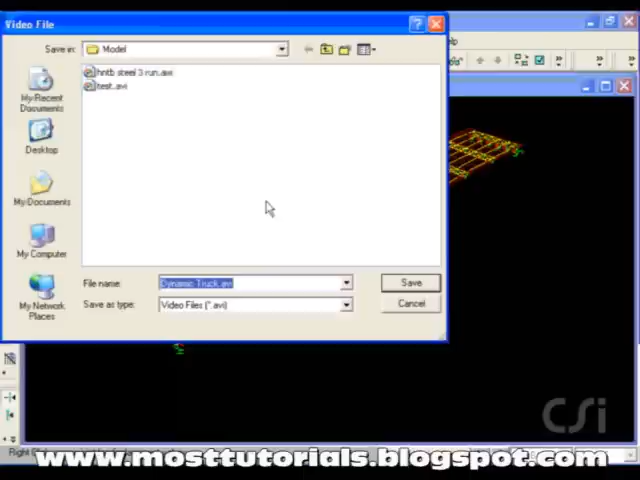 Video File
Save in:
Model
hntb steel 3 run.avi
test.avi
My Recent
Documents
Desktop
My Documents
My Computer
My Network
Places
File name:
Dynamic Truck.avi
Save
Save as type:
Video Files (*.avi)
Cancel
CSi
www.mosttutorials.blogspot.com